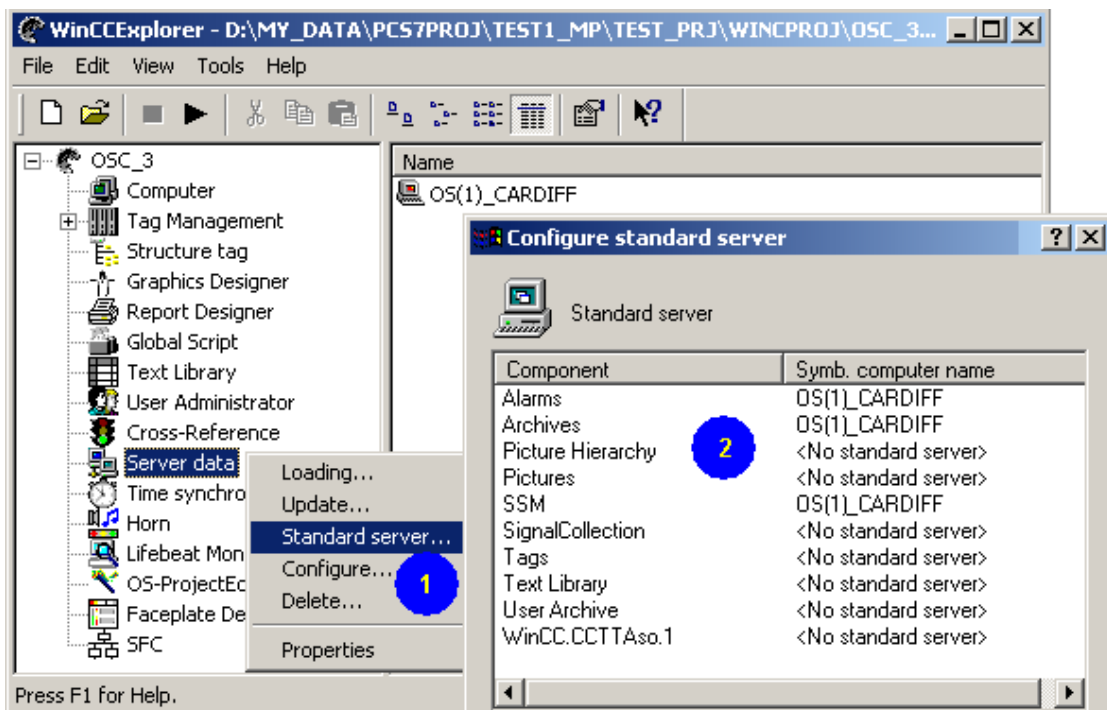 WinCCExplorer - D:\MY_DATA\PCS7PROJ\TEST1_MP\TEST_PRJ\WINCPROJ\OSC_3...
File Edit View Tools Help
OSC_3
Computer
Tag Management
Structure tag
Graphics Designer
Report Designer
Global Script
Text Library
User Administrator
Cross-Reference
Server data
Time synchro
Horn
Lifebeat Mon
OS-ProjectEc
Faceplate De
SFC
Name
OS(1)_CARDIFF
Loading...
Update...
Standard server...
Configure...
Delete...
Properties
1
Configure standard server
Standard server
Component Symb. computer name
Alarms OS(1)_CARDIFF
Archives OS(1)_CARDIFF
Picture Hierarchy <No standard server>
Pictures <No standard server>
SSM OS(1)_CARDIFF
SignalCollection <No standard server>
Tags <No standard server>
Text Library <No standard server>
User Archive <No standard server>
WinCC.CCTTAso.1 <No standard server>
2
Press F1 for Help.